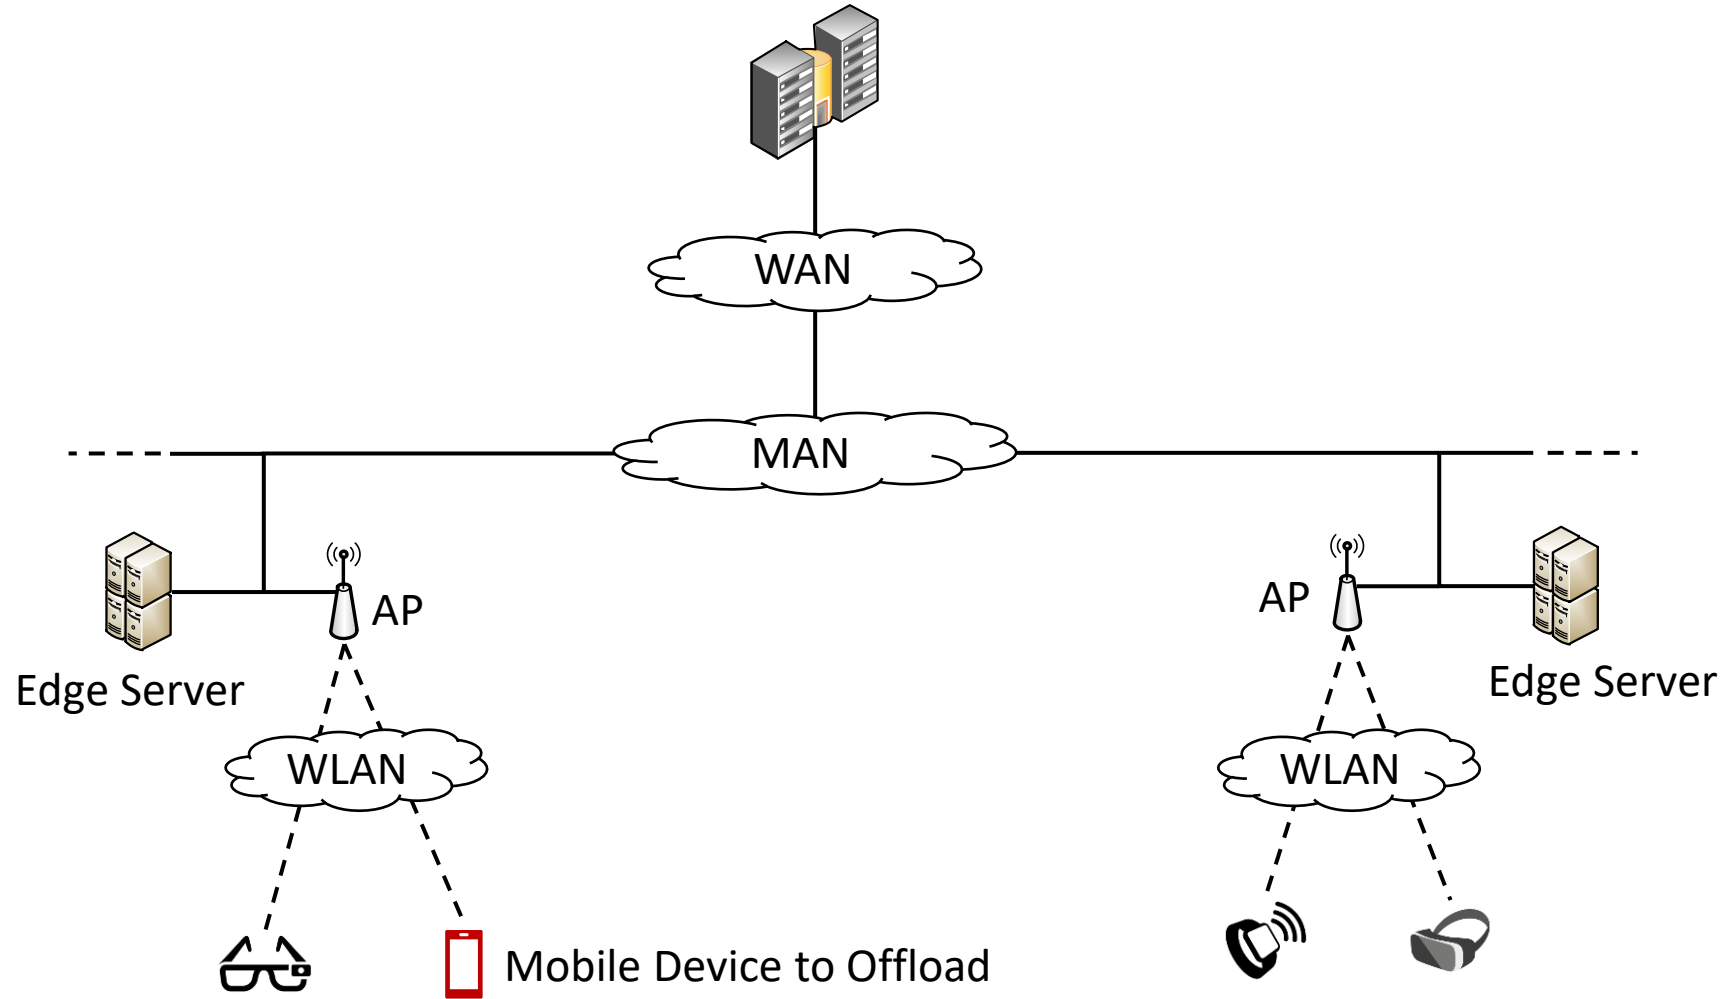 WAN
MAN
AP
AP
Edge Server
Edge Server
WLAN
WLAN
Mobile Device to Offload